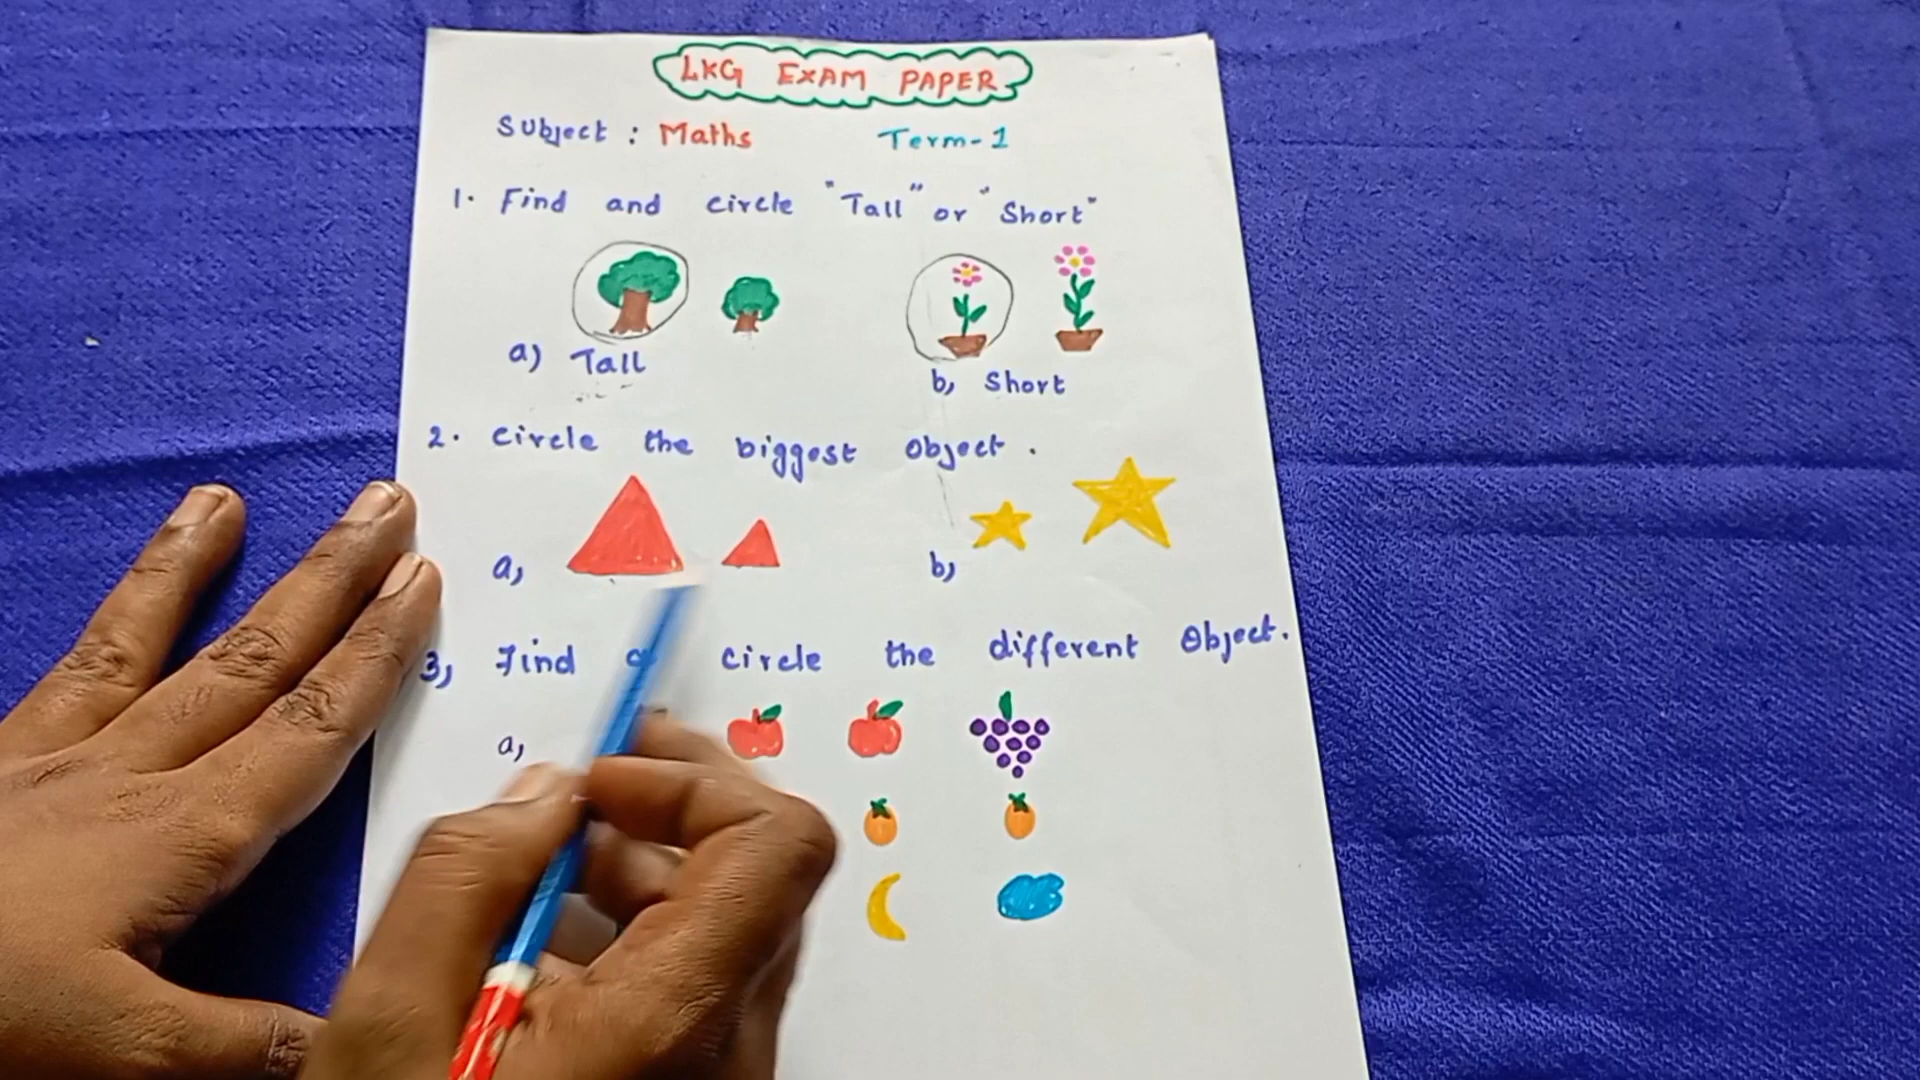 LKG EXAM PAPER
Subject : Maths Term-1
1. Find and circle "Tall" or "Short"
a) Tall
b) Short
2. circle the biggest object.
a)
b)
3) Find circle the different Object.
a)